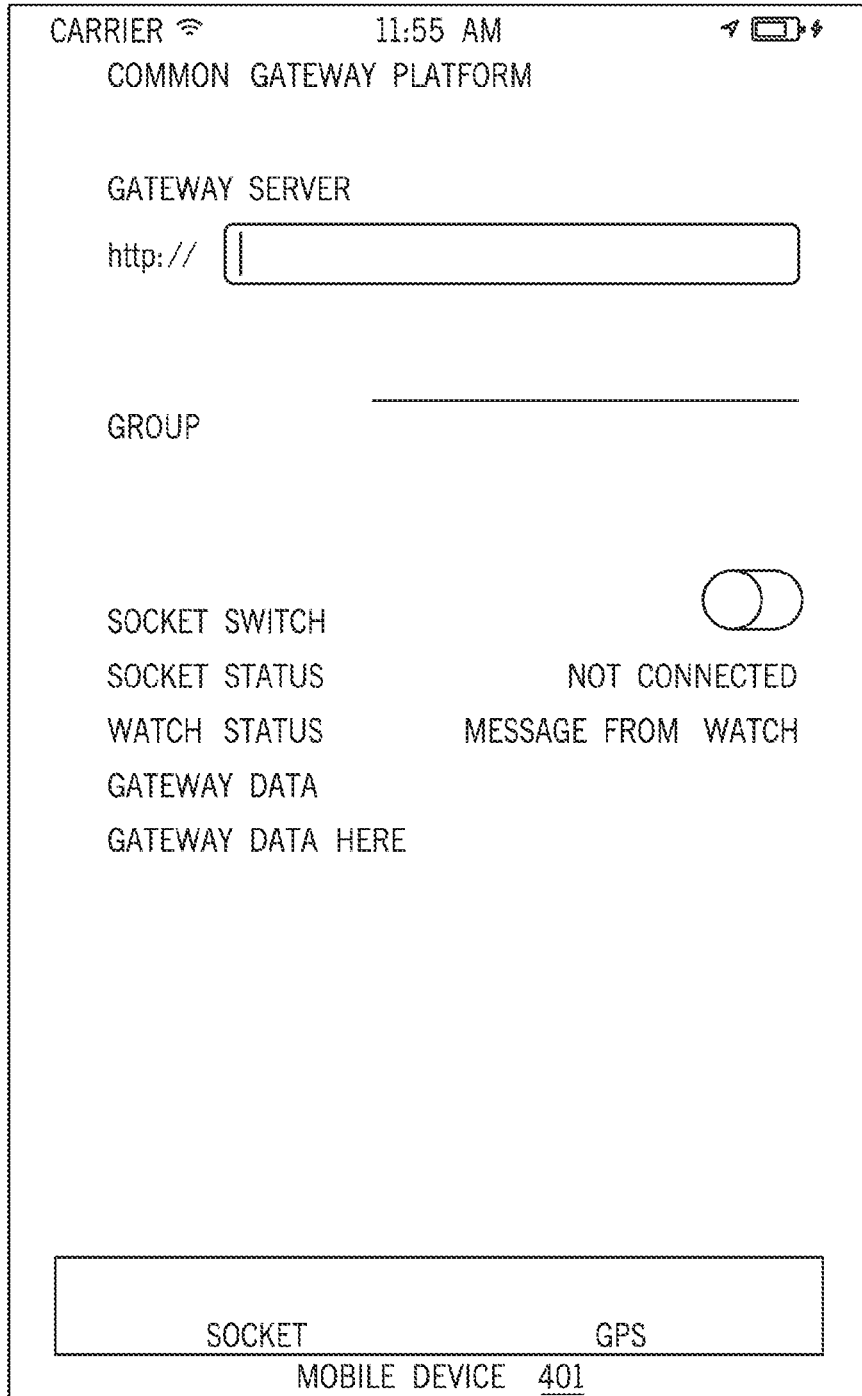 CARRIER 11:55 AM
COMMON GATEWAY PLATFORM
GATEWAY SERVER
http://
GROUP
SOCKET SWITCH
SOCKET STATUS NOT CONNECTED
WATCH STATUS MESSAGE FROM WATCH
GATEWAY DATA
GATEWAY DATA HERE
SOCKET GPS
MOBILE DEVICE 401